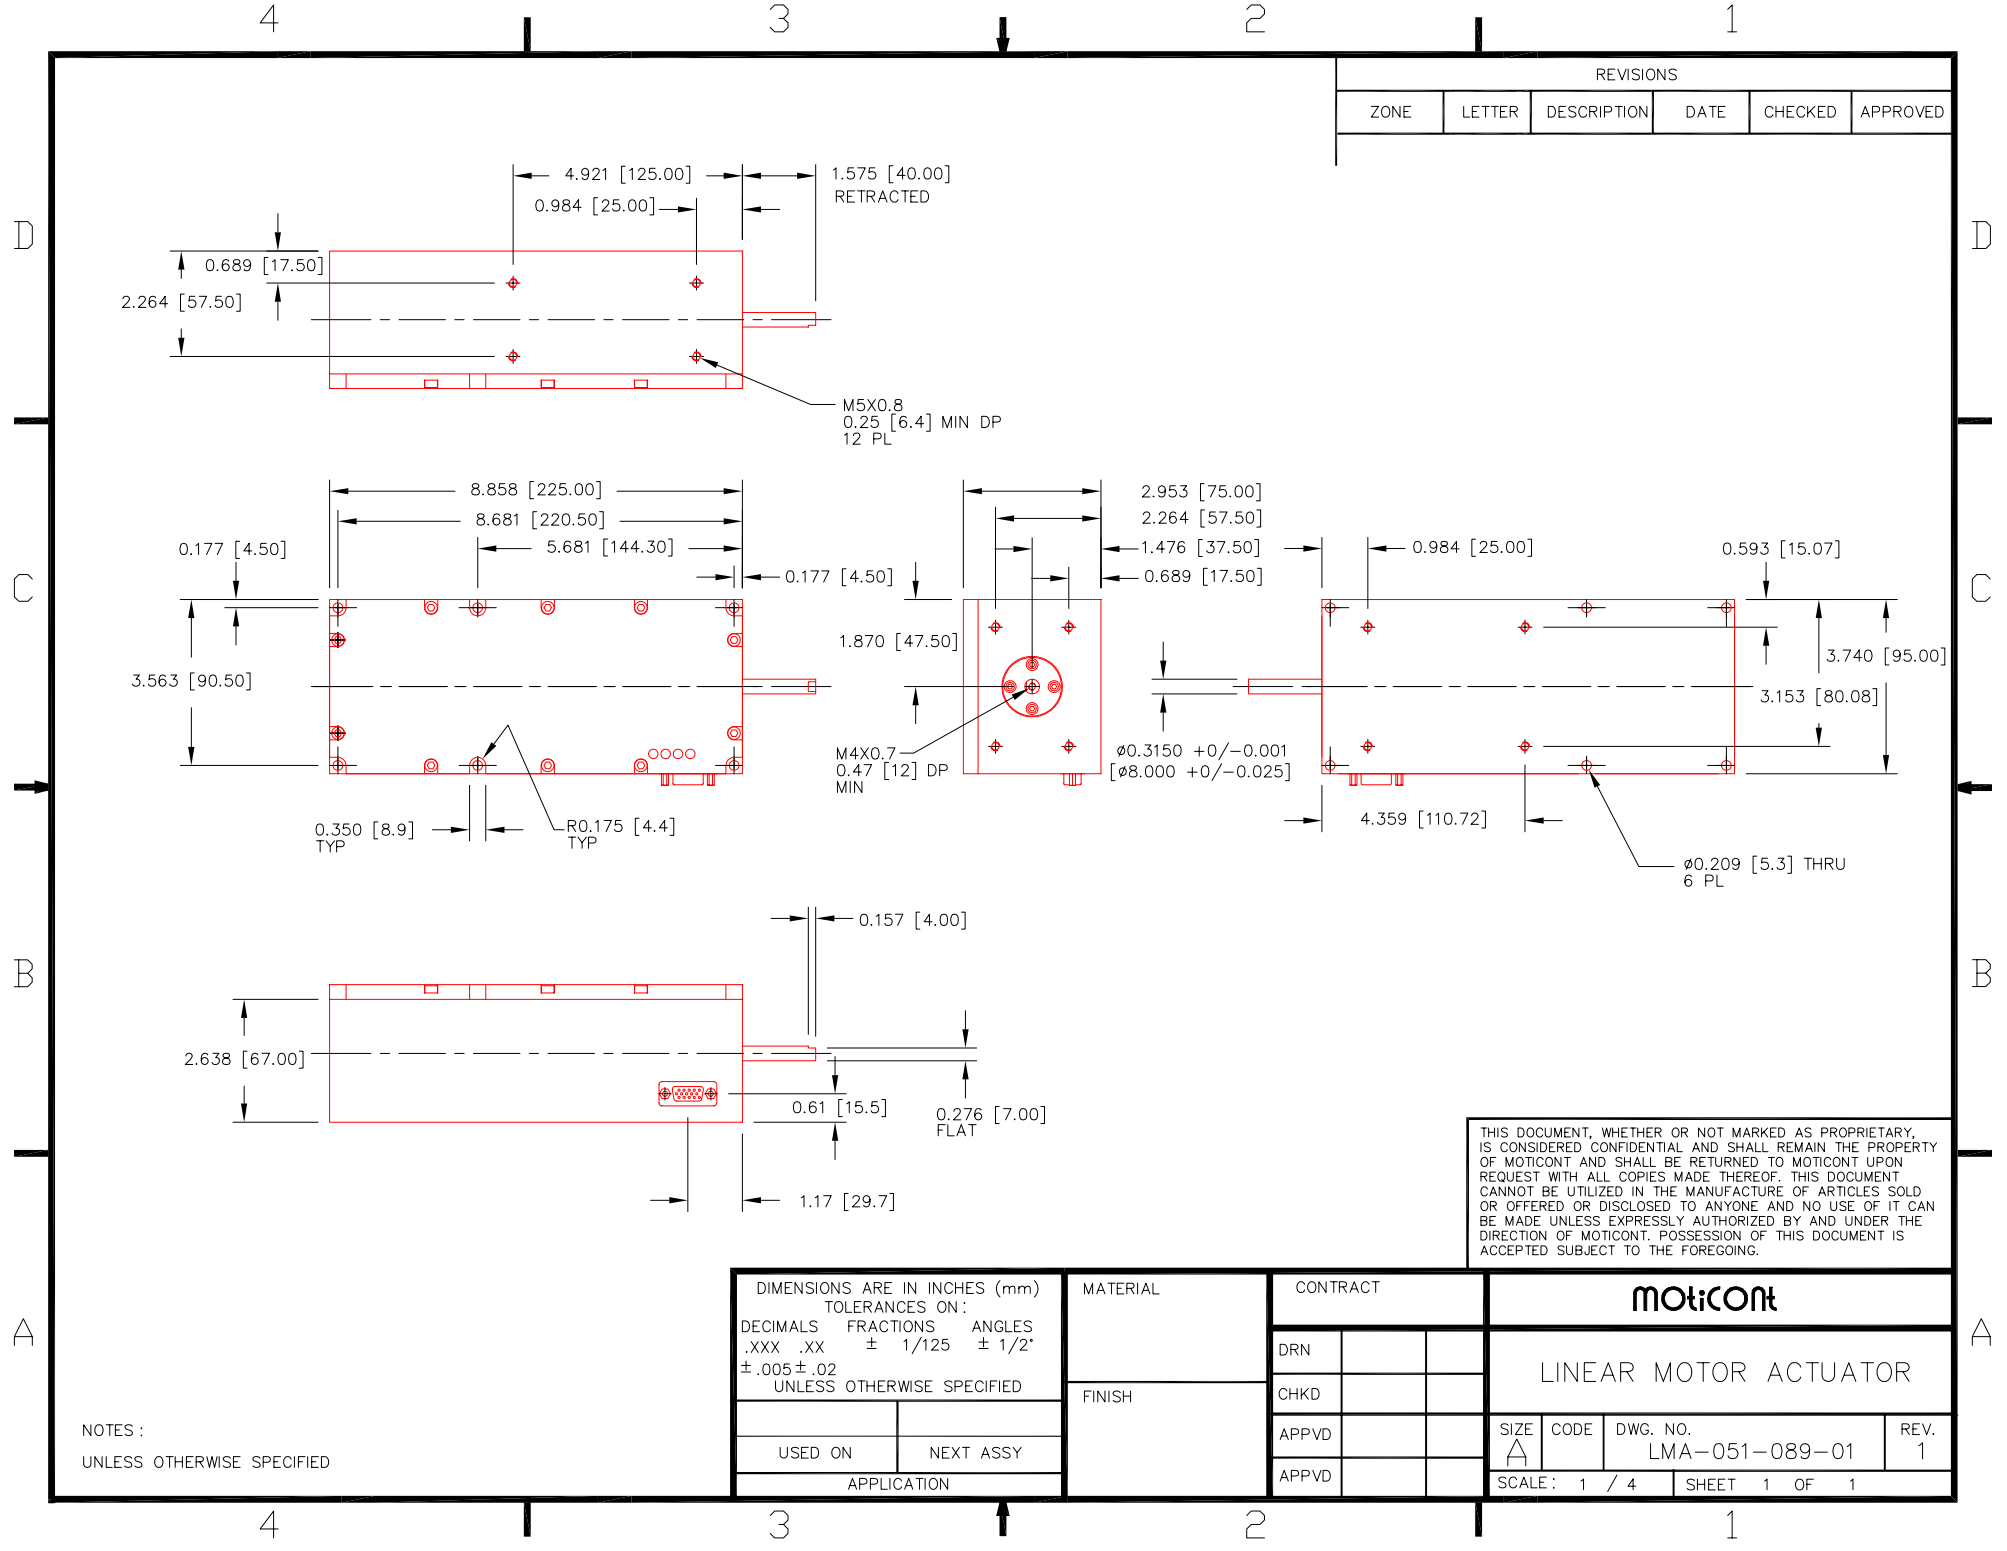 4 3 2 1
REVISIONS
ZONE LETTER DESCRIPTION DATE CHECKED APPROVED
4.921 [125.00]
1.575 [40.00]
RETRACTED
0.984 [25.00]
D D
0.689 [17.50]
2.264 [57.50]
M5X0.8
0.25 [6.4] MIN DP
12 PL
8.858 [225.00]
8.681 [220.50]
5.681 [144.30]
0.177 [4.50]
0.177 [4.50]
2.953 [75.00]
2.264 [57.50]
1.476 [37.50]
0.689 [17.50]
0.984 [25.00]
0.593 [15.07]
C C
1.870 [47.50]
3.563 [90.50]
3.740 [95.00]
3.153 [80.08]
M4X0.7
0.47 [12] DP
MIN
ø0.3150 +0/-0.001
[ø8.000 +0/-0.025]
0.350 [8.9]
TYP
R0.175 [4.4]
TYP
4.359 [110.72]
ø0.209 [5.3] THRU
6 PL
0.157 [4.00]
B B
2.638 [67.00]
0.61 [15.5]
0.276 [7.00]
FLAT
1.17 [29.7]
THIS DOCUMENT, WHETHER OR NOT MARKED AS PROPRIETARY,
IS CONSIDERED CONFIDENTIAL AND SHALL REMAIN THE PROPERTY
OF MOTICONT AND SHALL BE RETURNED TO MOTICONT UPON
REQUEST WITH ALL COPIES MADE THEREOF. THIS DOCUMENT
CANNOT BE UTILIZED IN THE MANUFACTURE OF ARTICLES SOLD
OR OFFERED OR DISCLOSED TO ANYONE AND NO USE OF IT CAN
BE MADE UNLESS EXPRESSLY AUTHORIZED BY AND UNDER THE
DIRECTION OF MOTICONT. POSSESSION OF THIS DOCUMENT IS
ACCEPTED SUBJECT TO THE FOREGOING.
A A
DIMENSIONS ARE IN INCHES (mm)
TOLERANCES ON:
DECIMALS FRACTIONS ANGLES
.XXX .XX ± 1/125 ± 1/2°
±.005±.02
UNLESS OTHERWISE SPECIFIED
USED ON NEXT ASSY
APPLICATION
MATERIAL
FINISH
CONTRACT
DRN
CHKD
APPVD
APPVD
MOtiCONt
LINEAR MOTOR ACTUATOR
SIZE CODE DWG. NO. REV.
A LMA-051-089-01 1
SCALE: 1 / 4 SHEET 1 OF 1
NOTES:
UNLESS OTHERWISE SPECIFIED
4 3 2 1